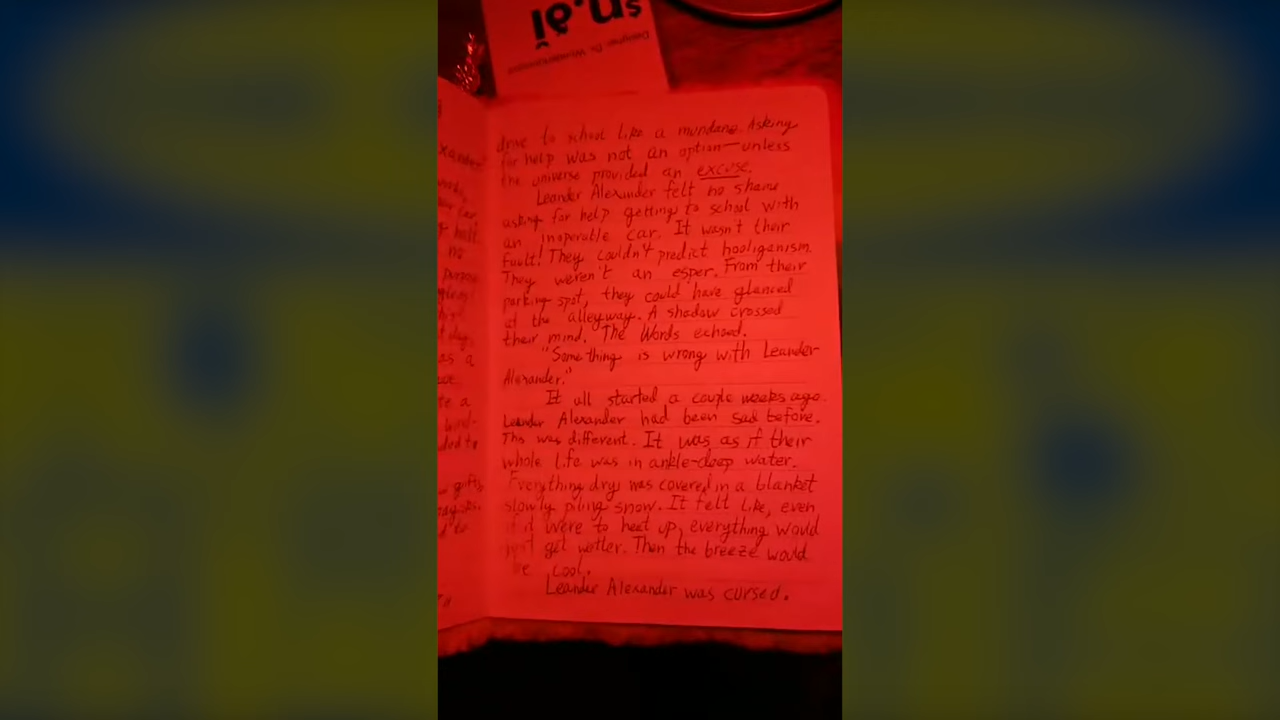 drive to school like a mundane. Asking
for help was not an option—unless
the universe provided an excuse.
Leander Alexander felt no shame
asking for help getting to school with
an inoperable car. It wasn't their
fault! They couldn't predict hooliganism.
They weren't an esper. From their
parking spot, they could have glanced
at the alleyway. A shadow crossed
their mind. The Words echoed.
"Something is wrong with Leander
Alexander."
It all started a couple weeks ago.
Leander Alexander had been sad before.
This was different. It was as if their
whole life was in ankle-deep water.
Everything dry was covered in a blanket
slowly piling snow. It felt like, even
if it were to heat up, everything would
just get wetter. Then the breeze would
be cool.
Leander Alexander was cursed.